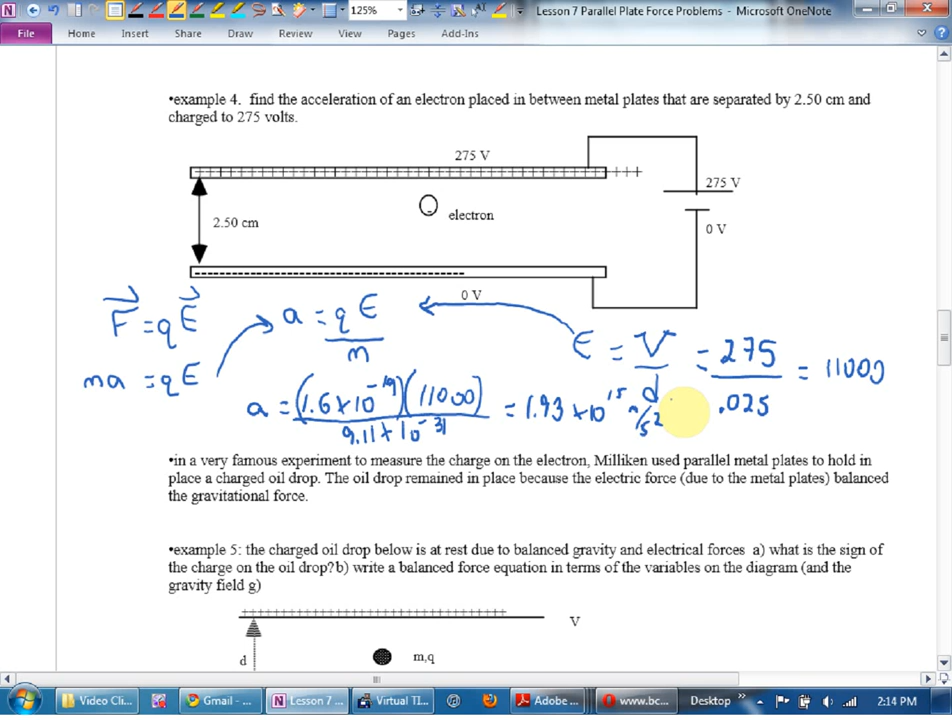 Lesson 7 Parallel Plate Force Problems - Microsoft OneNote
125%
File Home Insert Share Draw Review View Pages Add-Ins
•example 4. find the acceleration of an electron placed in between metal plates that are separated by 2.50 cm and
charged to 275 volts.
275 V
+++
275 V
2.50 cm
electron
0 V
0 V
F = qE
a = qE/m
E = V/d = 275/.025 = 11000
ma = qE
a = (1.6 x 10^-19)(11000)/9.11 x 10^-31 = 1.93 x 10^15 m/s^2
•in a very famous experiment to measure the charge on the electron, Milliken used parallel metal plates to hold in
place a charged oil drop. The oil drop remained in place because the electric force (due to the metal plates) balanced
the gravitational force.
•example 5: the charged oil drop below is at rest due to balanced gravity and electrical forces a) what is the sign of
the charge on the oil drop? b) write a balanced force equation in terms of the variables on the diagram (and the
gravity field g)
V
m,q
d
Video Cli... Gmail - ... Lesson 7 ... Virtual TI... Adobe ... www.bc... Desktop » 2:14 PM